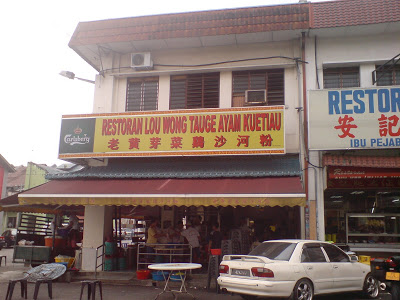 Carlsberg
RESTORAN LOU WONG TAUGE AYAM KUETIAU
老黄芽菜鷄沙河粉
RESTOR
安記
IBU PEJAB